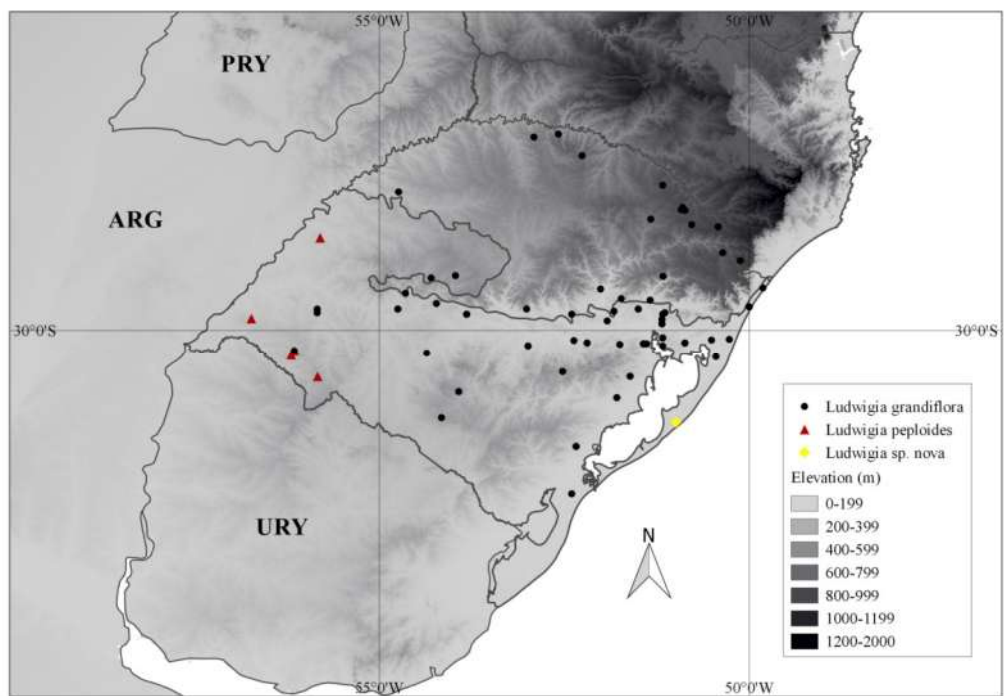 55°0'W 50°0'W
PRY
ARG
30°0'S 30°0'S
Ludwigia grandiflora
Ludwigia peploides
Ludwigia sp. nova
Elevation (m)
0-199
200-399
400-599
600-799
800-999
1000-1199
1200-2000
URY
N
55°0'W 50°0'W